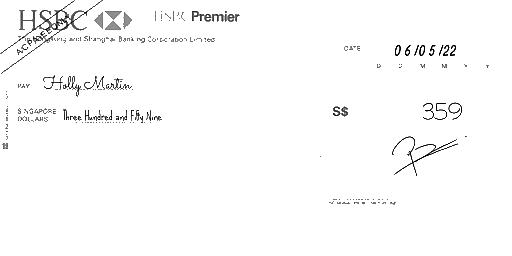 HSBC HSBC Premier
The Hongkong and Shanghai Banking Corporation Limited
A/C PAYEE ONLY
DATE 06/05/22
D D M M Y Y
PAY Holly Martin
SINGAPORE DOLLARS Three Hundred and Fifty Nine
S$ 359